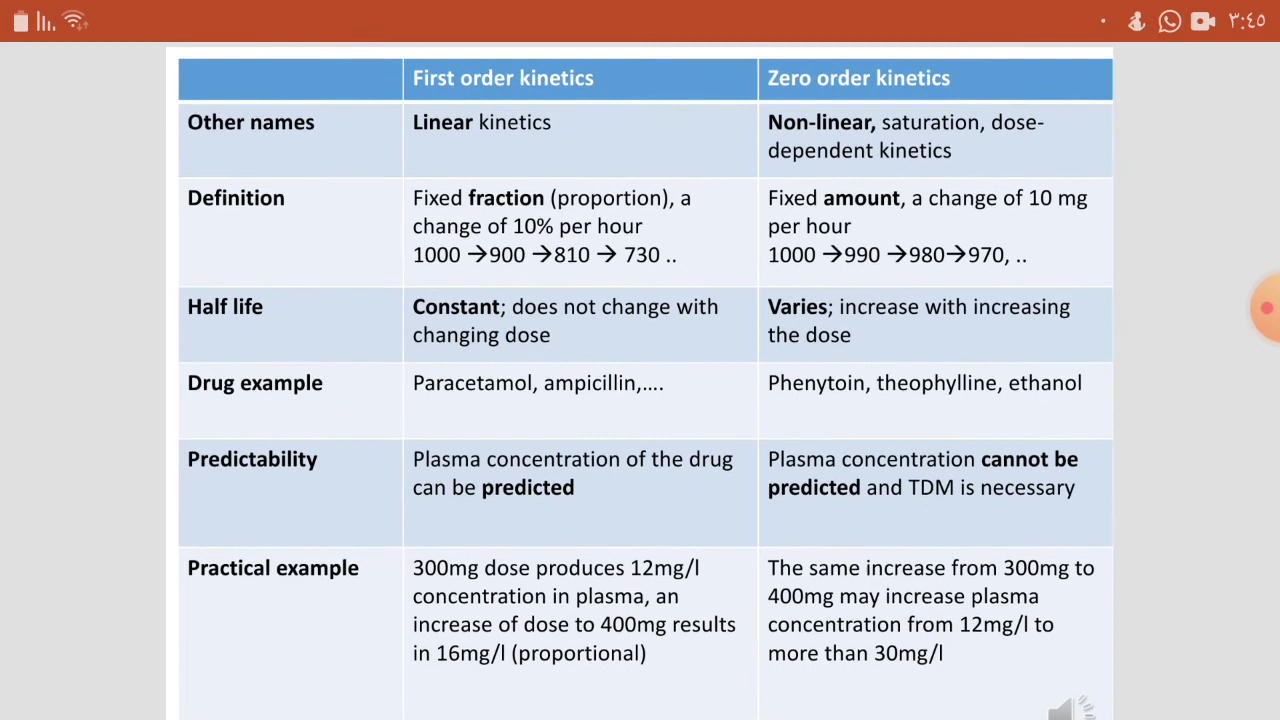 ٣:٤٥
First order kinetics
Zero order kinetics
Other names
Linear kinetics
Non-linear, saturation, dose-
dependent kinetics
Definition
Fixed fraction (proportion), a
change of 10% per hour
1000 →900 →810 → 730 ..
Fixed amount, a change of 10 mg
per hour
1000 →990 →980→970, ..
Half life
Constant; does not change with
changing dose
Varies; increase with increasing
the dose
Drug example
Paracetamol, ampicillin,....
Phenytoin, theophylline, ethanol
Predictability
Plasma concentration of the drug
can be predicted
Plasma concentration cannot be
predicted and TDM is necessary
Practical example
300mg dose produces 12mg/l
concentration in plasma, an
increase of dose to 400mg results
in 16mg/l (proportional)
The same increase from 300mg to
400mg may increase plasma
concentration from 12mg/l to
more than 30mg/l